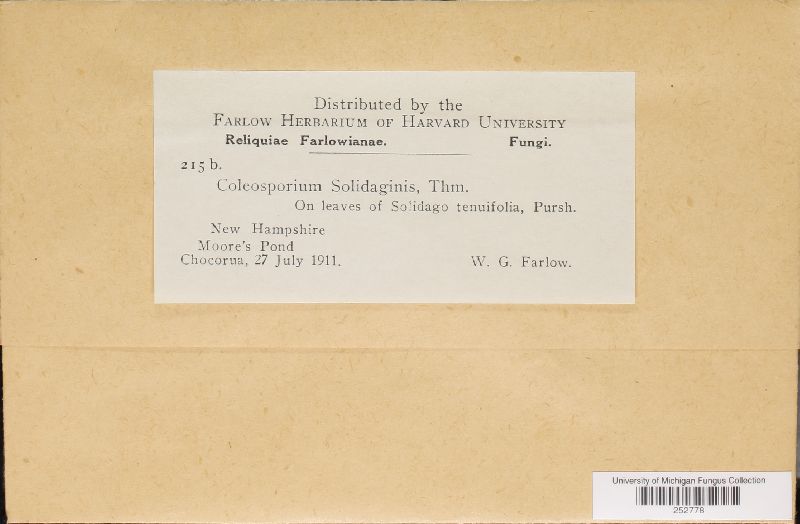 Distributed by the
FARLOW HERBARIUM OF HARVARD UNIVERSITY
Reliquiae Farlowianae. Fungi.
215 b.
Coleosporium Solidaginis, Thm.
On leaves of Solidago tenuifolia, Pursh.
New Hampshire
Moore's Pond
Chocorua, 27 July 1911. W. G. Farlow.
University of Michigan Fungus Collection
252778